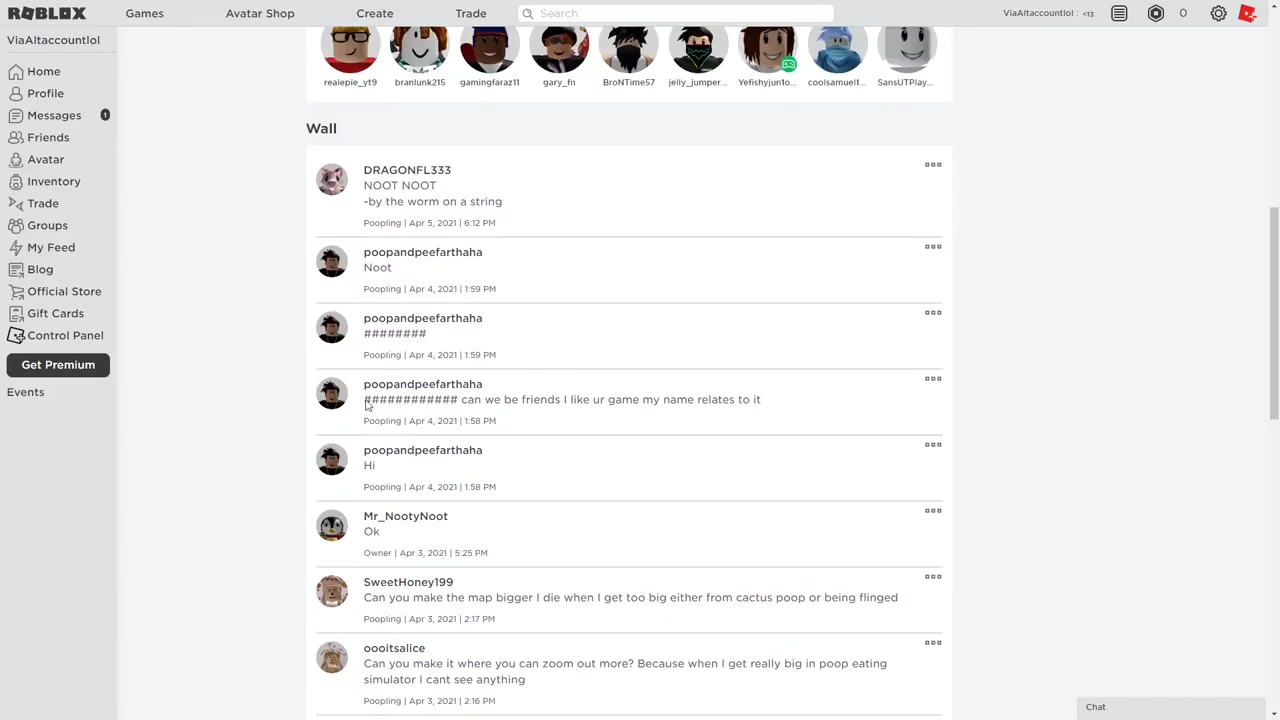 ROBLOX Games Avatar Shop Create Trade Search ViaAltaccountlol : <13 0
ViaAltaccountlol
Home
Profile
Messages 1
Friends
Avatar
Inventory
Trade
Groups
My Feed
Blog
Official Store
Gift Cards
Control Panel
Get Premium
Events
realepie_yt9 branlunk215 gamingfaraz11 gary_fn BroNTime57 jelly_jumper... Yefishyjun1o... coolsamuel1... SansUTPlay...
Wall
DRAGONFL333
NOOT NOOT
-by the worm on a string
Poopling | Apr 5, 2021 | 6:12 PM
poopandpeefarthaha
Noot
Poopling | Apr 4, 2021 | 1:59 PM
poopandpeefarthaha
########
Poopling | Apr 4, 2021 | 1:59 PM
poopandpeefarthaha
############ can we be friends I like ur game my name relates to it
Poopling | Apr 4, 2021 | 1:58 PM
poopandpeefarthaha
Hi
Poopling | Apr 4, 2021 | 1:58 PM
Mr_NootyNoot
Ok
Owner | Apr 3, 2021 | 5:25 PM
SweetHoney199
Can you make the map bigger I die when I get too big either from cactus poop or being flinged
Poopling | Apr 3, 2021 | 2:17 PM
oooitsalice
Can you make it where you can zoom out more? Because when I get really big in poop eating
simulator I cant see anything
Poopling | Apr 3, 2021 | 2:16 PM
Chat